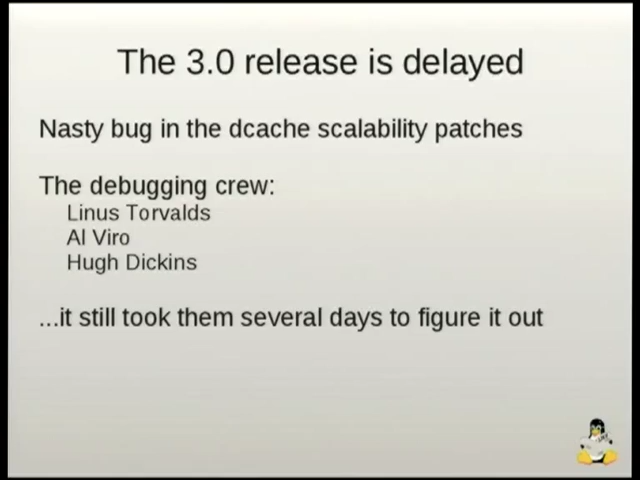 The 3.0 release is delayed
Nasty bug in the dcache scalability patches
The debugging crew:
Linus Torvalds
Al Viro
Hugh Dickins
...it still took them several days to figure it out